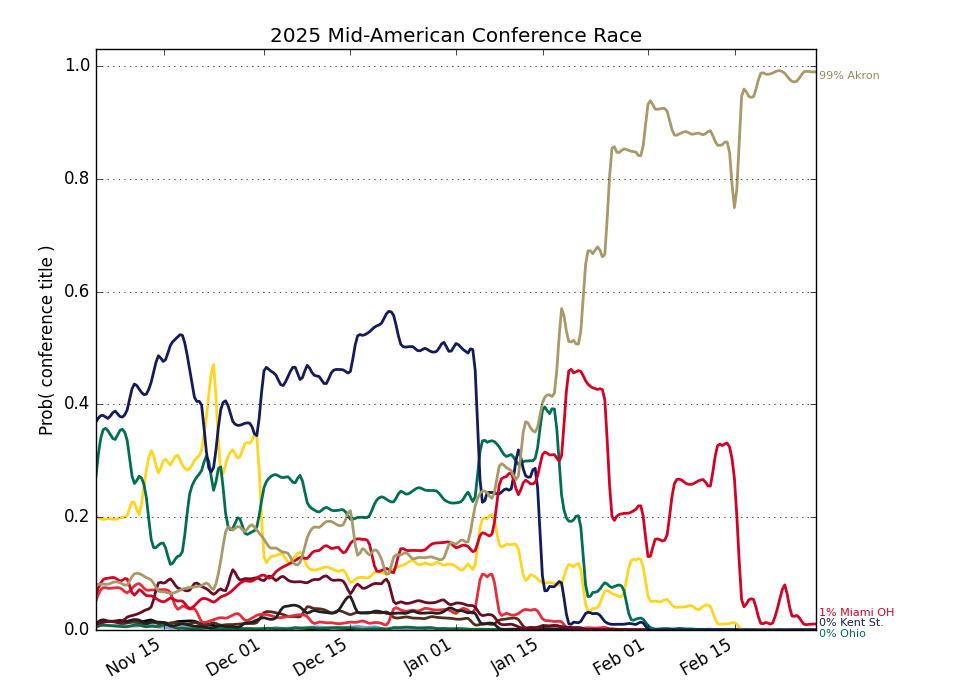 2025 Mid-American Conference Race
Prob( conference title )
1.0
0.8
0.6
0.4
0.2
0.0
Nov 15
Dec 01
Dec 15
Jan 01
Jan 15
Feb 01
Feb 15
99% Akron
1% Miami OH
0% Kent St.
0% Ohio